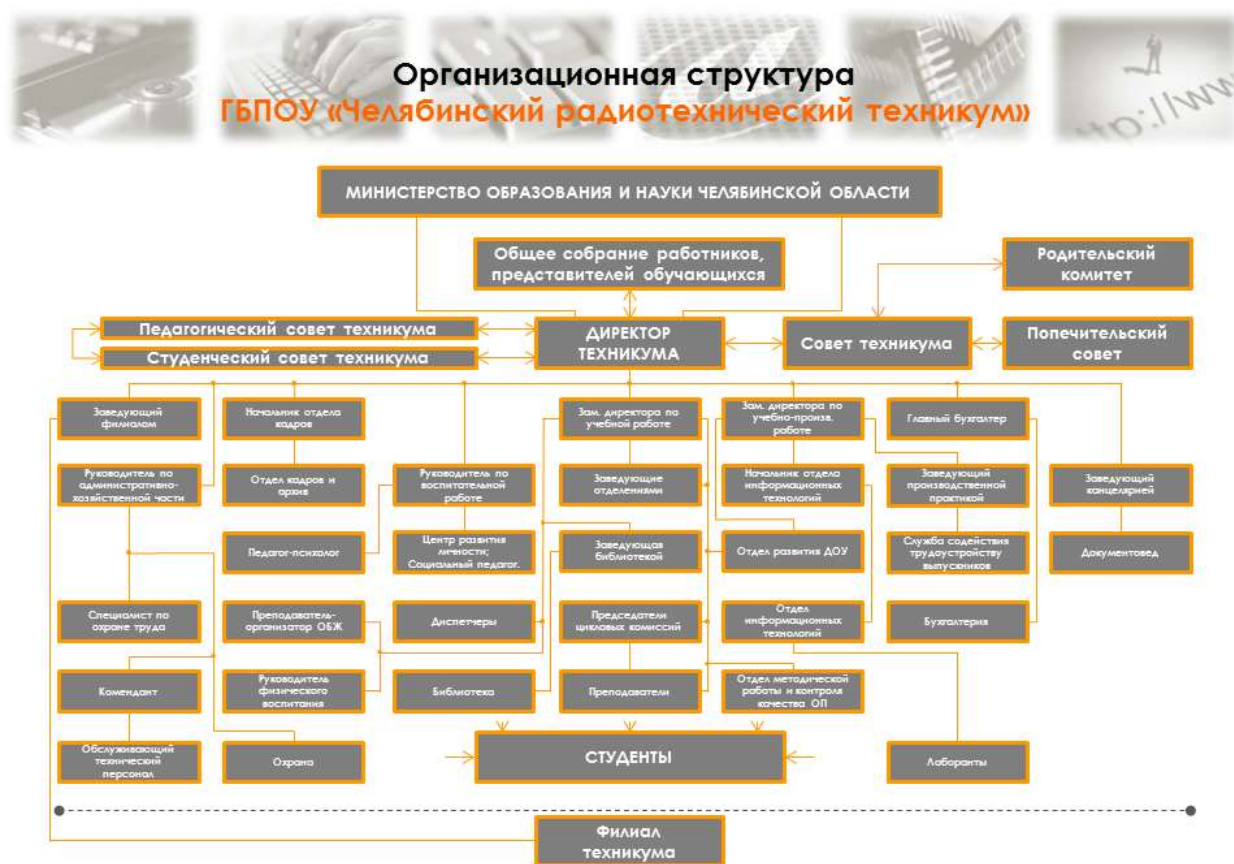 Организационная структура
ГБПОУ «Челябинский радиотехнический техникум»
http://www
МИНИСТЕРСТВО ОБРАЗОВАНИЯ И НАУКИ ЧЕЛЯБИНСКОЙ ОБЛАСТИ
Общее собрание работников,
представителей обучающихся
Родительский
комитет
Педагогический совет техникума
Студенческий совет техникума
ДИРЕКТОР
ТЕХНИКУМА
Совет техникума
Попечительский
совет
Заведующий
филиалом
Начальник отдела
кадров
Зам. директора по
учебной работе
Зам. директора по
учебно-произв.
работе
Главный бухгалтер
Руководитель по
административно-
хозяйственной части
Отдел кадров и
архив
Руководитель по
воспитательной
работе
Заведующие
отделениями
Начальник отдела
информационных
технологий
Заведующий
производственной
практикой
Заведующий
канцелярией
Педагог-психолог
Центр развития
личности;
Социальный педагог.
Заведующая
библиотекой
Отдел развития ДОУ
Служба содействия
трудоустройству
выпускников
Документовед
Специалист по
охране труда
Преподаватель-
организатор ОБЖ
Диспетчеры
Председатели
цикловых комиссий
Отдел
информационных
технологий
Бухгалтерия
Комендант
Руководитель
физического
воспитания
Библиотека
Преподаватели
Отдел методической
работы и контроля
качества ОП
Обслуживающий
технический
персонал
Охрана
СТУДЕНТЫ
Лаборанты
Филиал
техникума